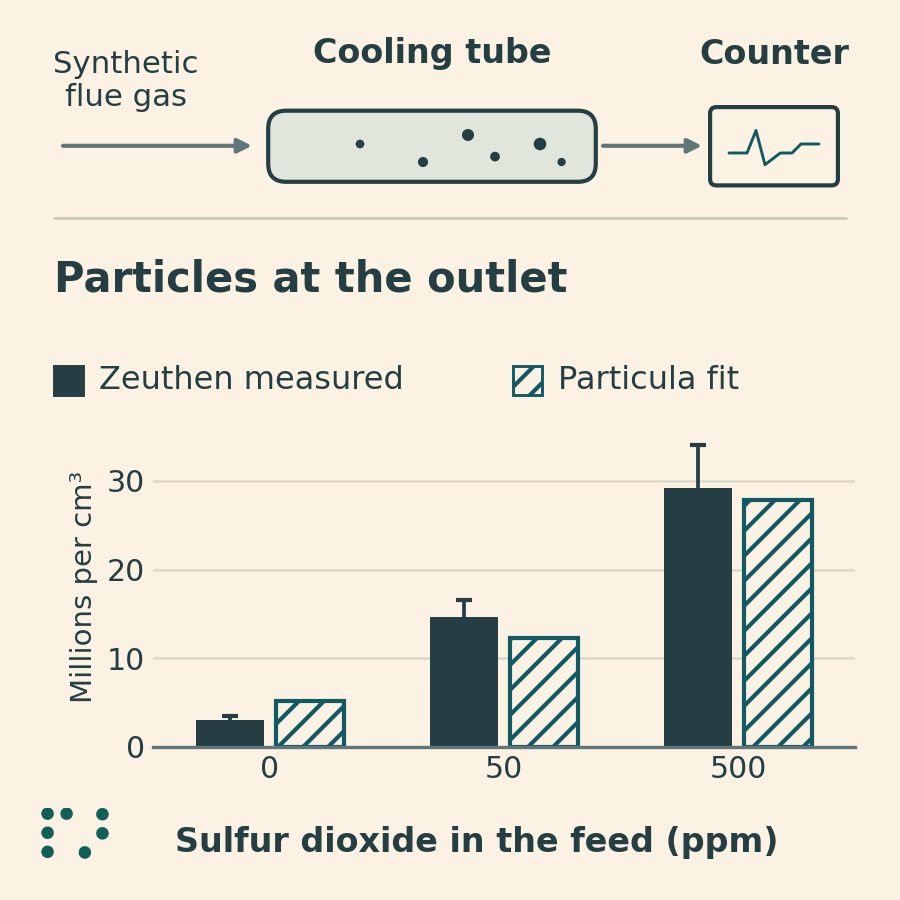 Synthetic
flue gas
Cooling tube
Counter
Particles at the outlet
Zeuthen measured
Particula fit
Millions per cm³
30
20
10
0
0
50
500
Sulfur dioxide in the feed (ppm)